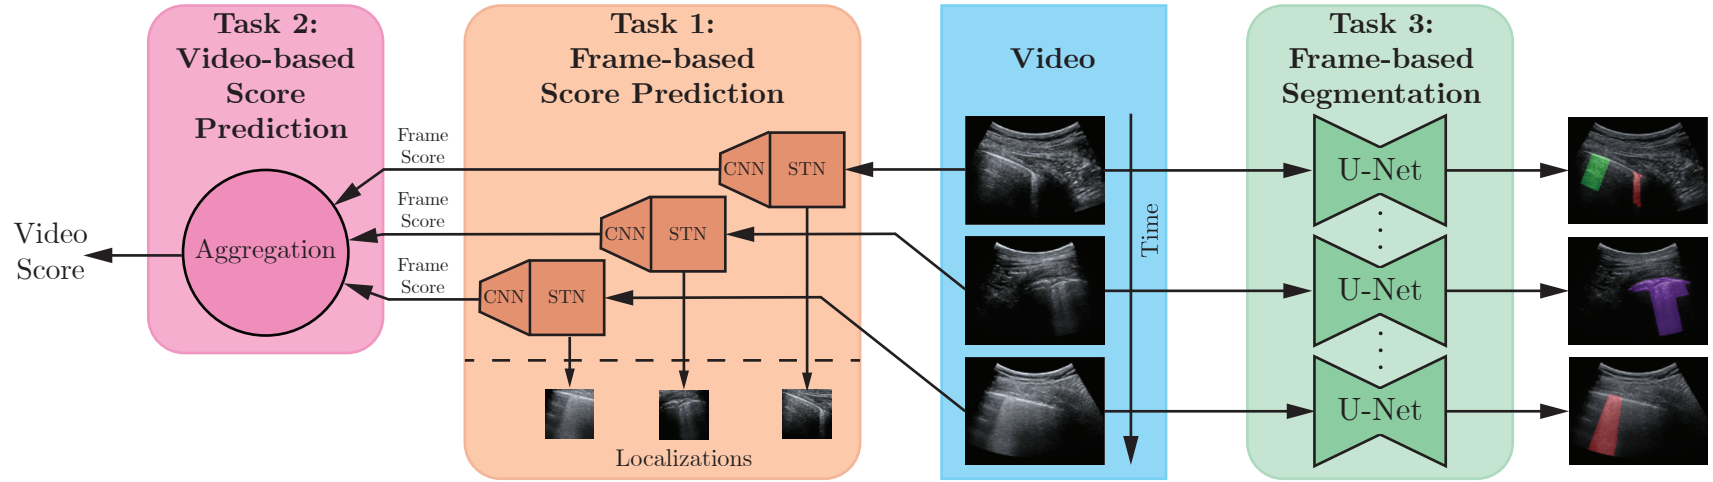 Task 2:
Video-based
Score
Prediction
Aggregation
Video
Score
Task 1:
Frame-based
Score Prediction
Frame
Score
CNN
STN
Frame
Score
CNN
STN
Frame
Score
CNN
STN
Localizations
Video
Time
Task 3:
Frame-based
Segmentation
U-Net
U-Net
U-Net